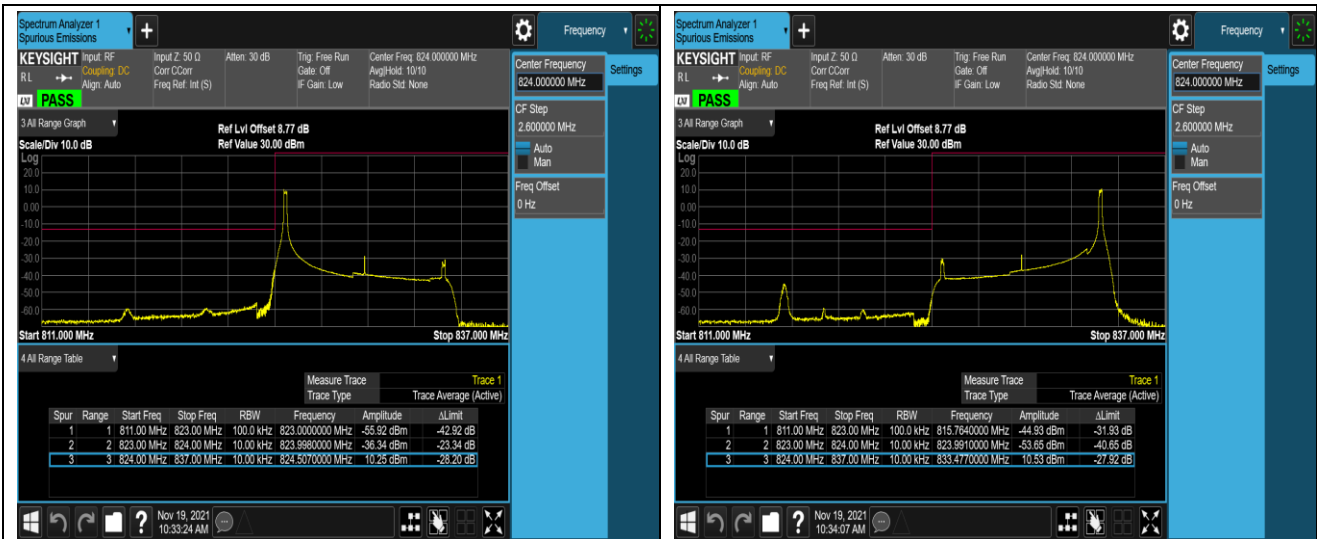 Spectrum Analyzer 1
Spurious Emissions
+
Frequency
KEYSIGHT Input: RF Input Z: 50 Ω Atten: 30 dB Trig: Free Run Center Freq: 824.000000 MHz
RL Coupling: DC Corr CCorr Gate: Off Avg|Hold: 10/10
Align: Auto Freq Ref: Int (S) IF Gain: Low Radio Std: None
LXI PASS
Center Frequency
824.000000 MHz
Settings
CF Step
2.600000 MHz
Auto
Man
Freq Offset
0 Hz
3 All Range Graph
Ref Lvl Offset 8.77 dB
Scale/Div 10.0 dB Ref Value 30.00 dBm
Log
20.0
10.0
0.00
-10.0
-20.0
-30.0
-40.0
-50.0
-60.0
Start 811.000 MHz Stop 837.000 MHz
4 All Range Table
Measure Trace Trace 1
Trace Type Trace Average (Active)
Spur Range Start Freq Stop Freq RBW Frequency Amplitude ΔLimit
1 1 811.00 MHz 823.00 MHz 100.0 kHz 823.0000000 MHz -55.92 dBm -42.92 dB
2 2 823.00 MHz 824.00 MHz 10.00 kHz 823.9980000 MHz -36.34 dBm -23.34 dB
3 3 824.00 MHz 837.00 MHz 10.00 kHz 824.5070000 MHz 10.25 dBm -28.20 dB
? Nov 19, 2021
10:33:24 AM
Spectrum Analyzer 1
Spurious Emissions
+
Frequency
KEYSIGHT Input: RF Input Z: 50 Ω Atten: 30 dB Trig: Free Run Center Freq: 824.000000 MHz
RL Coupling: DC Corr CCorr Gate: Off Avg|Hold: 10/10
Align: Auto Freq Ref: Int (S) IF Gain: Low Radio Std: None
LXI PASS
Center Frequency
824.000000 MHz
Settings
CF Step
2.600000 MHz
Auto
Man
Freq Offset
0 Hz
3 All Range Graph
Ref Lvl Offset 8.77 dB
Scale/Div 10.0 dB Ref Value 30.00 dBm
Log
20.0
10.0
0.00
-10.0
-20.0
-30.0
-40.0
-50.0
-60.0
Start 811.000 MHz Stop 837.000 MHz
4 All Range Table
Measure Trace Trace 1
Trace Type Trace Average (Active)
Spur Range Start Freq Stop Freq RBW Frequency Amplitude ΔLimit
1 1 811.00 MHz 823.00 MHz 100.0 kHz 815.7640000 MHz -44.93 dBm -31.93 dB
2 2 823.00 MHz 824.00 MHz 10.00 kHz 823.9910000 MHz -53.65 dBm -40.65 dB
3 3 824.00 MHz 837.00 MHz 10.00 kHz 833.4770000 MHz 10.53 dBm -27.92 dB
? Nov 19, 2021
10:34:07 AM